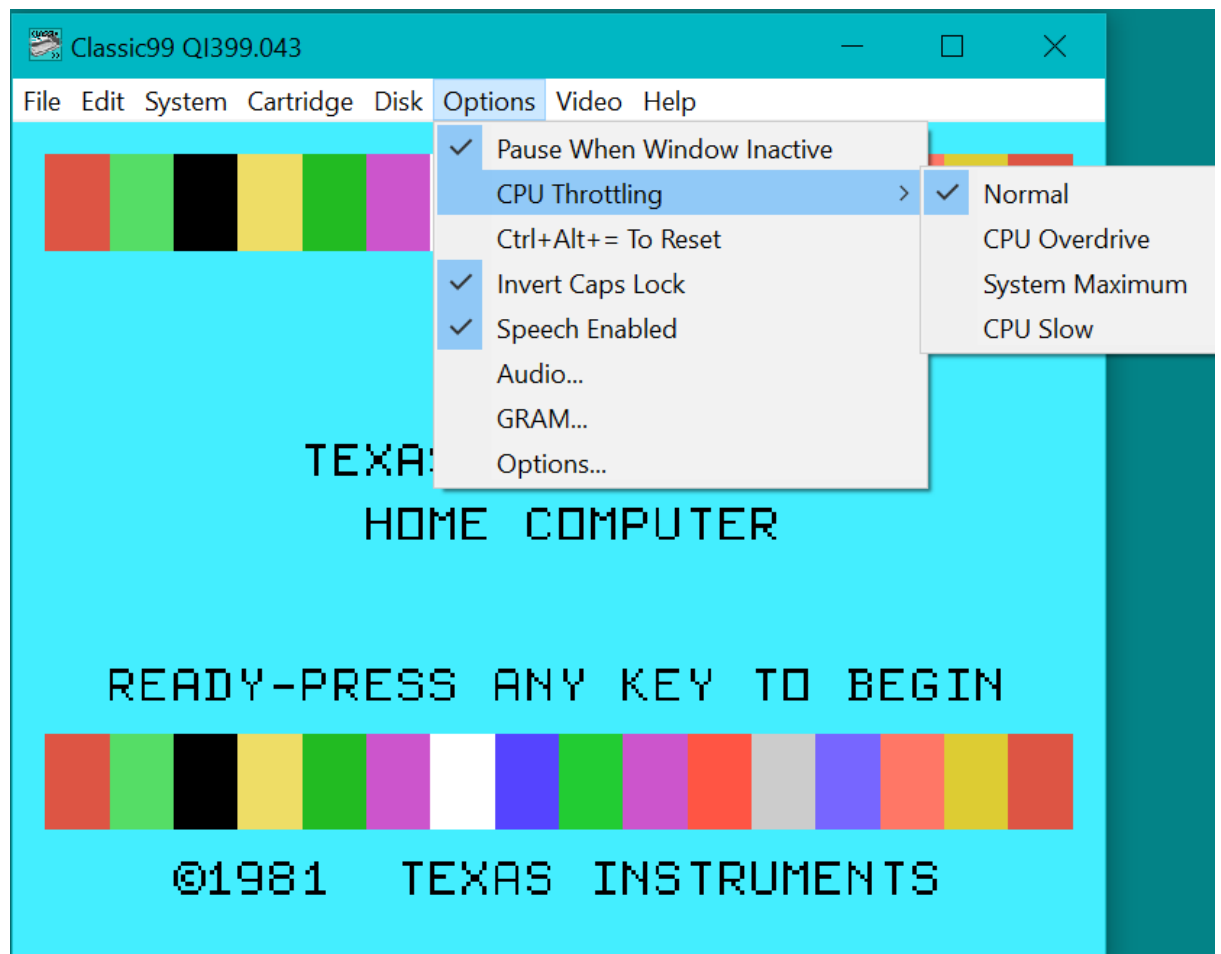 Classic99 QI399.043
File Edit System Cartridge Disk Options Video Help
Pause When Window Inactive
CPU Throttling
Ctrl+Alt+= To Reset
Invert Caps Lock
Speech Enabled
Audio...
GRAM...
Options...
Normal
CPU Overdrive
System Maximum
CPU Slow
HOME COMPUTER
READY-PRESS ANY KEY TO BEGIN
©1981 TEXAS INSTRUMENTS